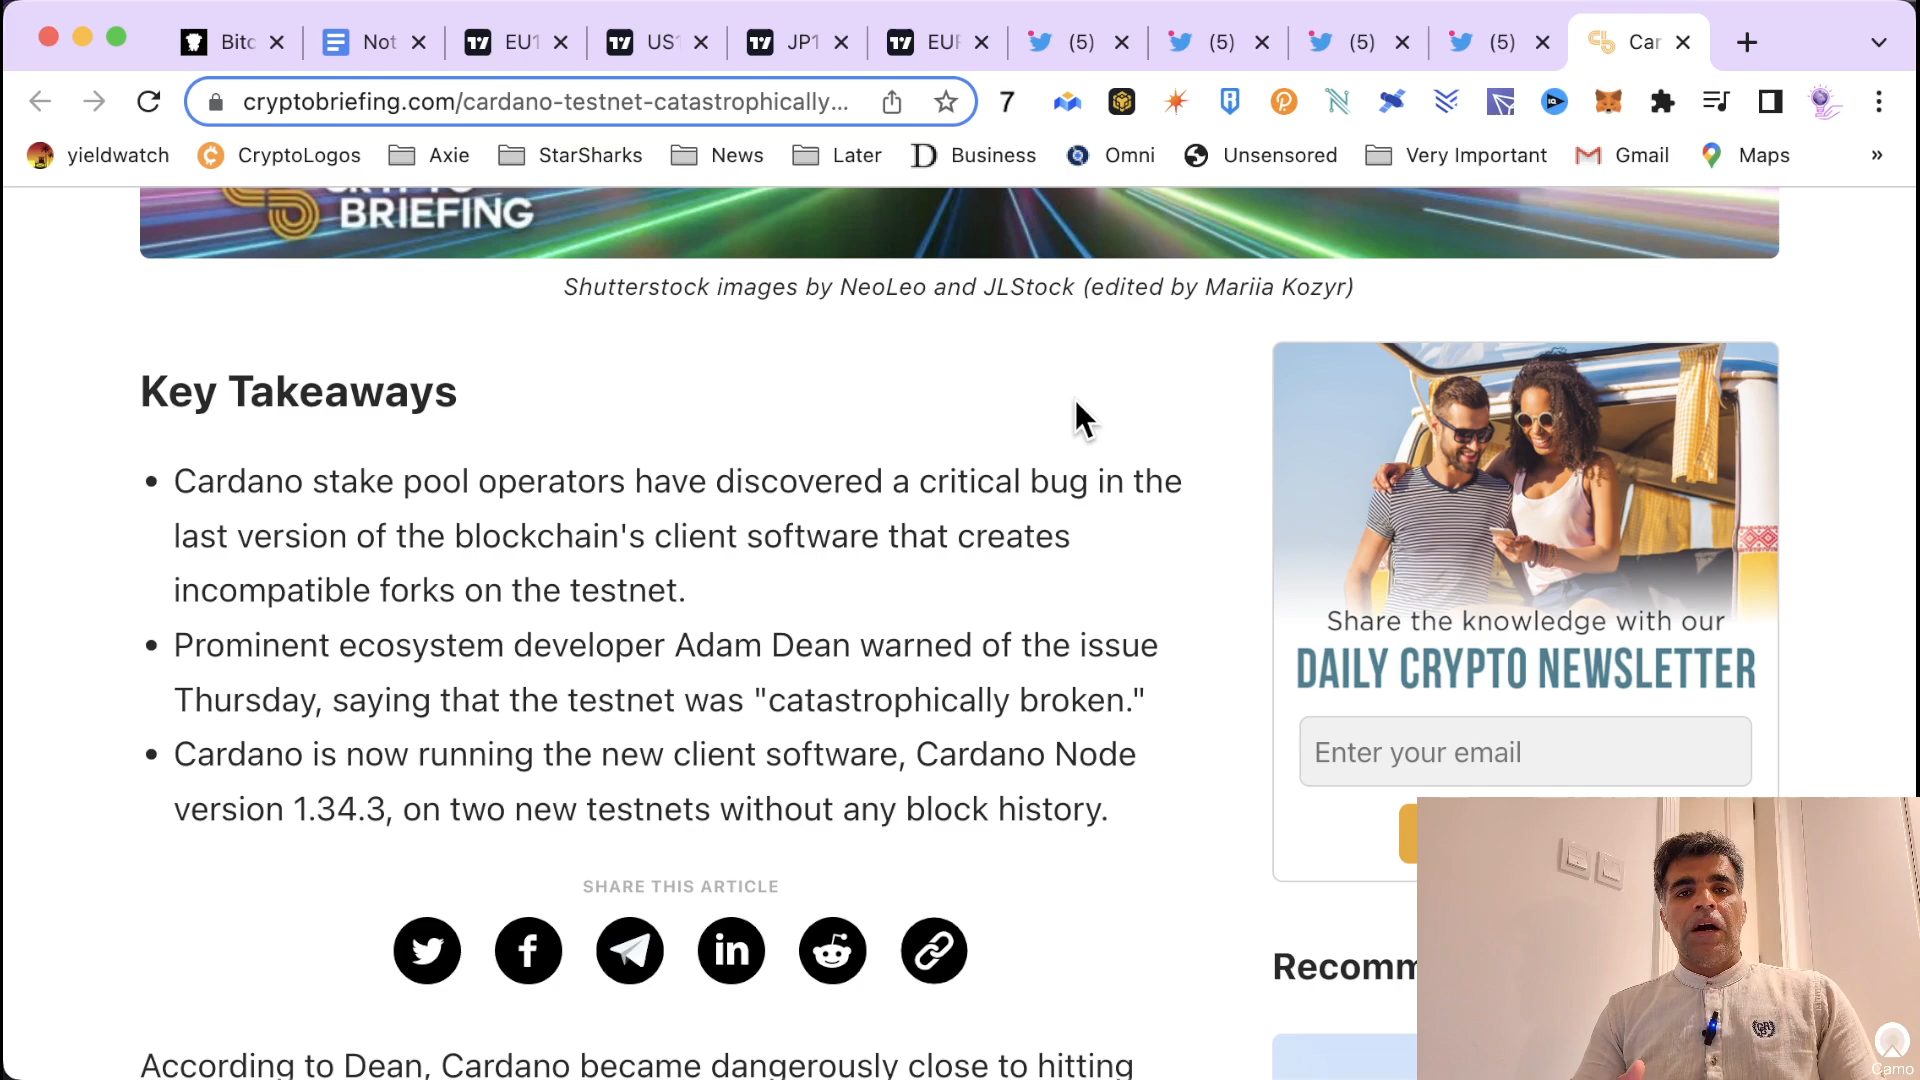 Bitc
Not
EU1
US1
JP1
EUR
(5)
(5)
(5)
(5)
Car
cryptobriefing.com/cardano-testnet-catastrophically...
7
yieldwatch
CryptoLogos
Axie
StarSharks
News
Later
Business
Omni
Unsensored
Very Important
Gmail
Maps
»
BRIEFING
Shutterstock images by NeoLeo and JLStock (edited by Mariia Kozyr)
Key Takeaways
• Cardano stake pool operators have discovered a critical bug in the
last version of the blockchain's client software that creates
incompatible forks on the testnet.
• Prominent ecosystem developer Adam Dean warned of the issue
Thursday, saying that the testnet was "catastrophically broken."
• Cardano is now running the new client software, Cardano Node
version 1.34.3, on two new testnets without any block history.
SHARE THIS ARTICLE
According to Dean, Cardano became dangerously close to hitting
Share the knowledge with our
DAILY CRYPTO NEWSLETTER
Enter your email
Recomm
Camo